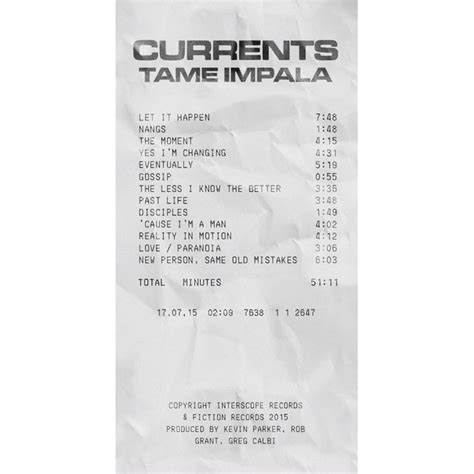 CURRENTS
TAME IMPALA
LET IT HAPPEN 7:48
NANGS 1:48
THE MOMENT 4:15
YES I'M CHANGING 4:31
EVENTUALLY 5:19
GOSSIP 0:55
THE LESS I KNOW THE BETTER 3:36
PAST LIFE 3:48
DISCIPLES 1:49
'CAUSE I'M A MAN 4:02
REALITY IN MOTION 4:12
LOVE / PARANOIA 3:06
NEW PERSON, SAME OLD MISTAKES 6:03
TOTAL MINUTES 51:11
17.07.15 02:09 7638 1 1 2647
COPYRIGHT INTERSCOPE RECORDS
& FICTION RECORDS 2015
PRODUCED BY KEVIN PARKER, ROB
GRANT, GREG CALBI